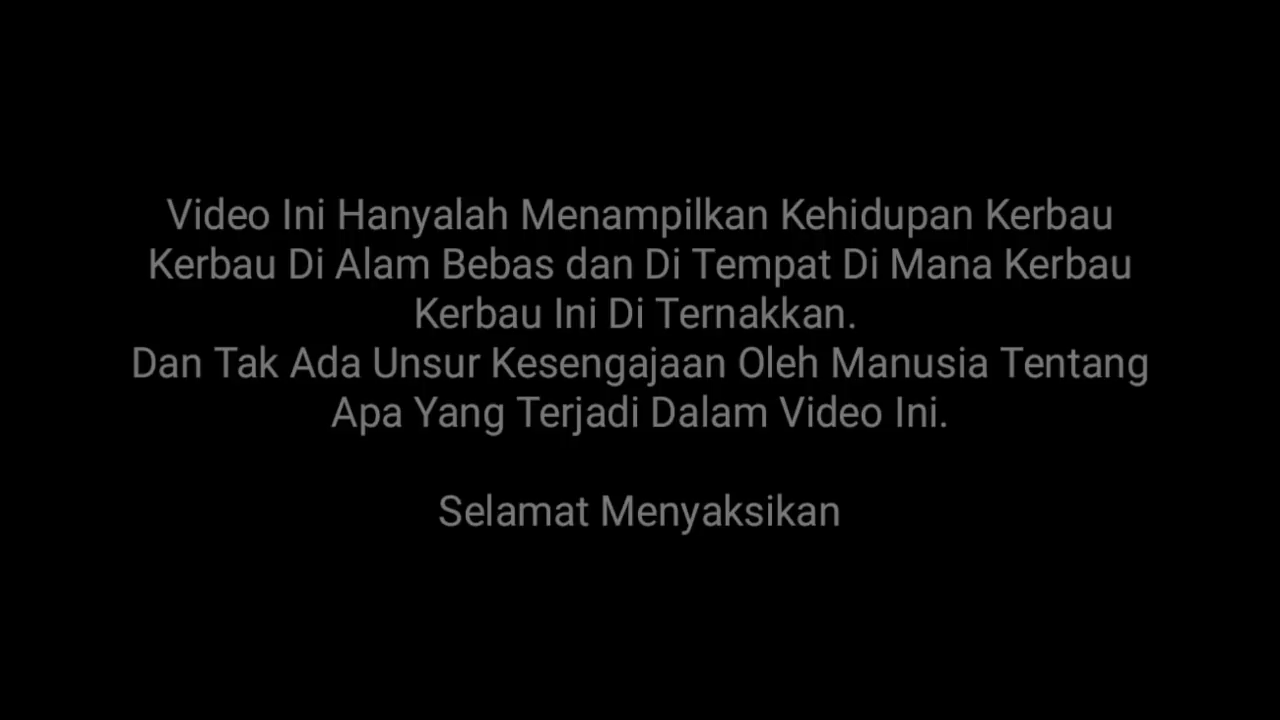 Video Ini Hanyalah Menampilkan Kehidupan Kerbau
Kerbau Di Alam Bebas dan Di Tempat Di Mana Kerbau
Kerbau Ini Di Ternakkan.
Dan Tak Ada Unsur Kesengajaan Oleh Manusia Tentang
Apa Yang Terjadi Dalam Video Ini.
Selamat Menyaksikan